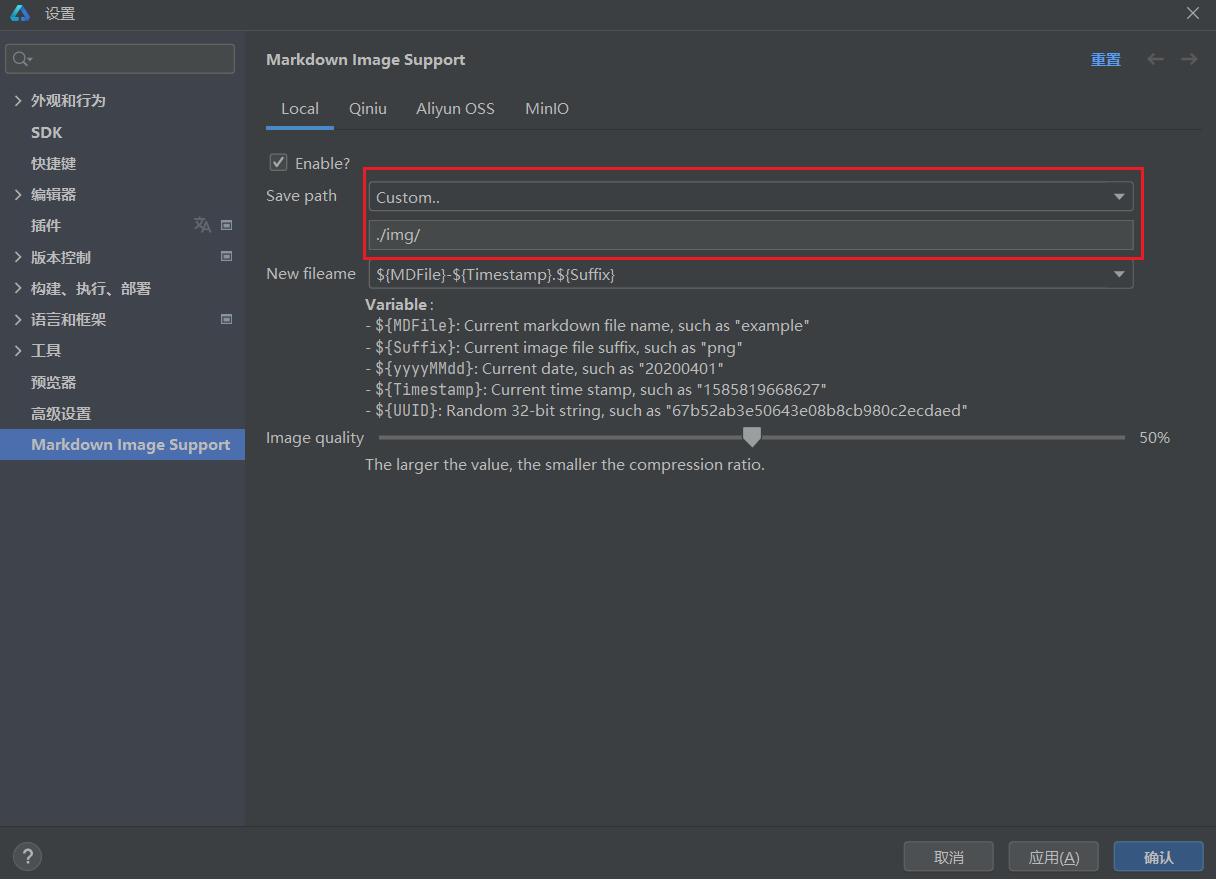 设置
Markdown Image Support
重置
外观和行为
SDK
快捷键
编辑器
插件
版本控制
构建、执行、部署
语言和框架
工具
预览器
高级设置
Markdown Image Support
Local Qiniu Aliyun OSS MinIO
Enable?
Save path Custom..
./img/
New fileame ${MDFile}-${Timestamp}.${Suffix}
Variable :
- ${MDFile}: Current markdown file name, such as "example"
- ${Suffix}: Current image file suffix, such as "png"
- ${yyyyMMdd}: Current date, such as "20200401"
- ${Timestamp}: Current time stamp, such as "1585819668627"
- ${UUID}: Random 32-bit string, such as "67b52ab3e50643e08b8cb980c2ecdaed"
Image quality 50%
The larger the value, the smaller the compression ratio.
? 取消 应用(A) 确认